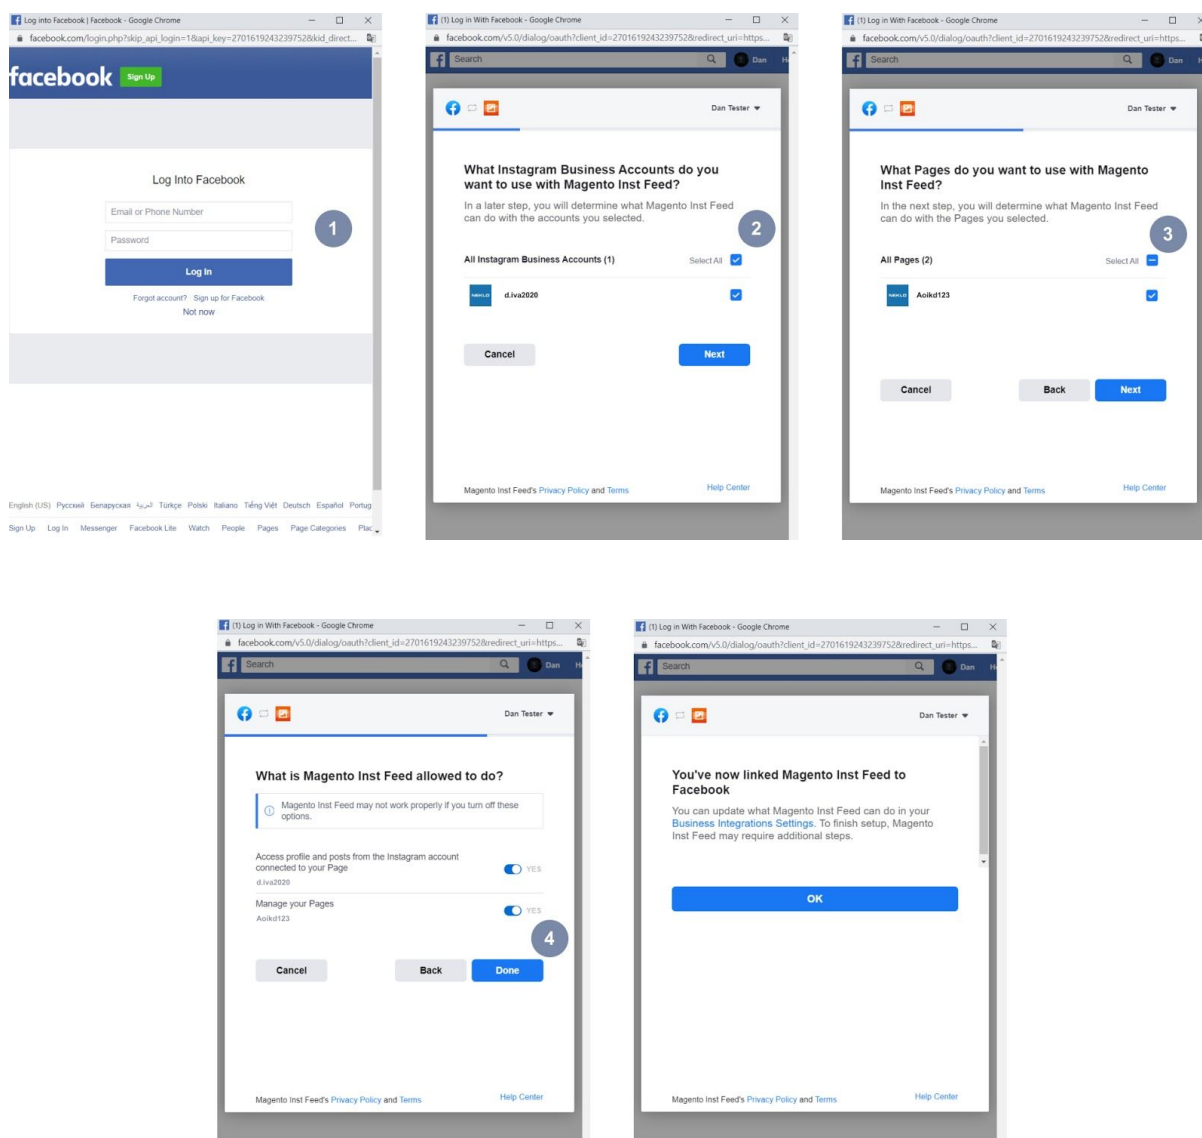 Log into Facebook | Facebook - Google Chrome
facebook.com/login.php?skip_api_login=1&api_key=2701619243239752&kid_direct...
facebook
Sign Up
Log Into Facebook
Email or Phone Number
Password
1
Log In
Forgot account? Sign up for Facebook
Not now
English (US) Русский Беларуская العربية Türkçe Polski Italiano Tiếng Việt Deutsch Español Portug
Sign Up Log In Messenger Facebook Lite Watch People Pages Page Categories Plac
(1) Log in With Facebook - Google Chrome
facebook.com/v5.0/dialog/oauth?client_id=2701619243239752&redirect_uri=https...
Search
Dan
Dan Tester
What Instagram Business Accounts do you
want to use with Magento Inst Feed?
In a later step, you will determine what Magento Inst Feed
can do with the accounts you selected.
2
All Instagram Business Accounts (1) Select All
NEKLO
d.iva2020
Cancel Next
Magento Inst Feed's Privacy Policy and Terms Help Center
(1) Log in With Facebook - Google Chrome
facebook.com/v5.0/dialog/oauth?client_id=2701619243239752&redirect_uri=https...
Search
Dan
Dan Tester
What Pages do you want to use with Magento
Inst Feed?
In the next step, you will determine what Magento Inst Feed
can do with the Pages you selected.
3
All Pages (2) Select All
NEKLO
Aoikd123
Cancel Back Next
Magento Inst Feed's Privacy Policy and Terms Help Center
(1) Log in With Facebook - Google Chrome
facebook.com/v5.0/dialog/oauth?client_id=2701619243239752&redirect_uri=https...
Search
Dan
Dan Tester
What is Magento Inst Feed allowed to do?
Magento Inst Feed may not work properly if you turn off these
options.
Access profile and posts from the Instagram account
connected to your Page
YES
d.iva2020
Manage your Pages
YES
Aoikd123
4
Cancel Back Done
Magento Inst Feed's Privacy Policy and Terms Help Center
(1) Log in With Facebook - Google Chrome
facebook.com/v5.0/dialog/oauth?client_id=2701619243239752&redirect_uri=https...
Search
Dan
Dan Tester
You've now linked Magento Inst Feed to
Facebook
You can update what Magento Inst Feed can do in your
Business Integrations Settings. To finish setup, Magento
Inst Feed may require additional steps.
OK
Magento Inst Feed's Privacy Policy and Terms Help Center